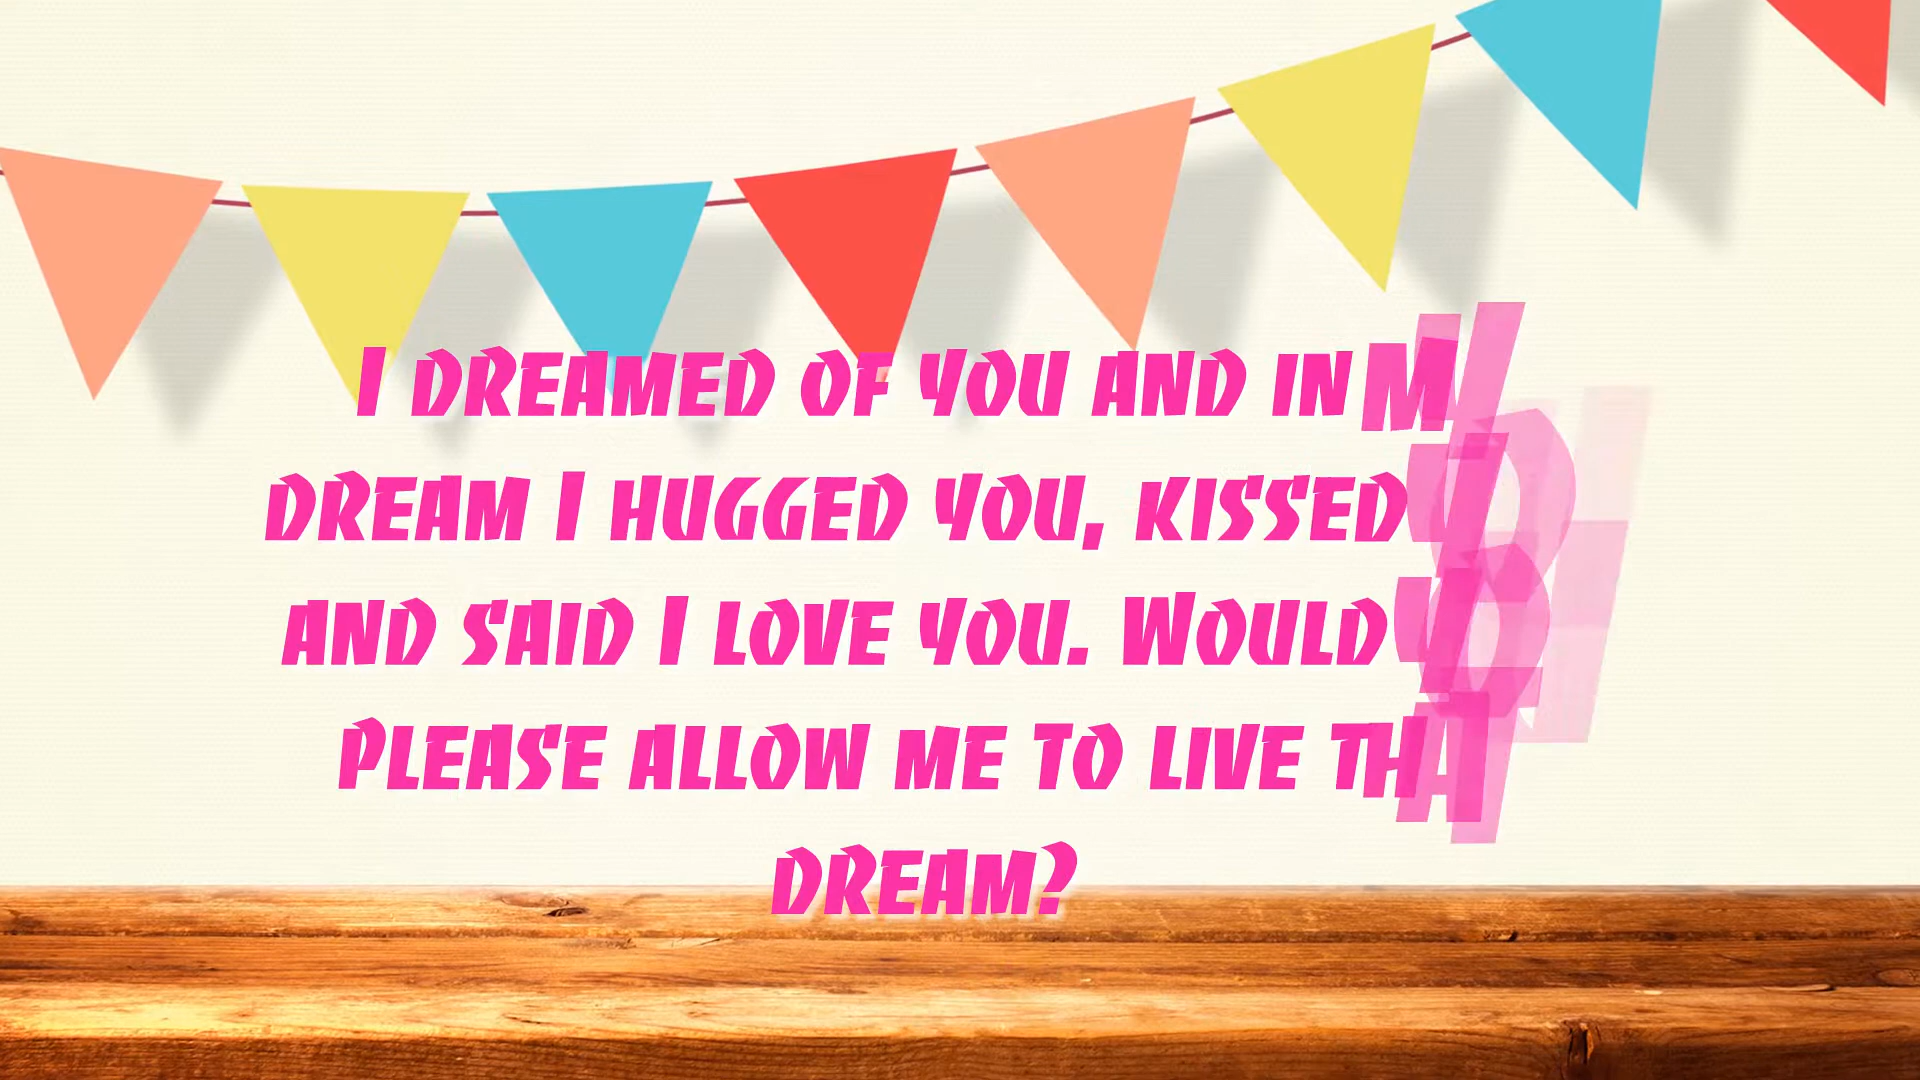 I DREAMED OF YOU AND IN M
DREAM I HUGGED YOU, KISSED
AND SAID I LOVE YOU. WOULD
PLEASE ALLOW ME TO LIVE THAT
DREAM?